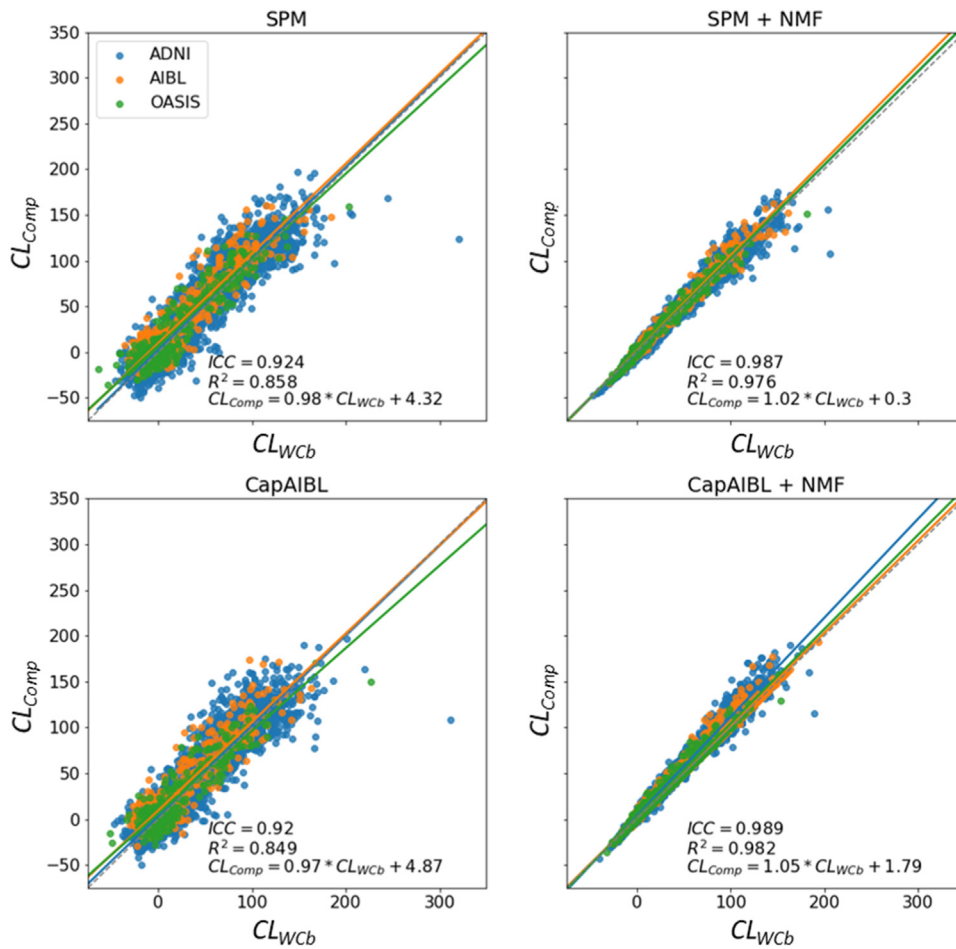 SPM
SPM + NMF
350
300
250
200
150
100
50
0
−50
ADNI
AIBL
OASIS
CL_Comp
CL_Comp
ICC = 0.924
R² = 0.858
CL_Comp = 0.98 * CL_WCb + 4.32
ICC = 0.987
R² = 0.976
CL_Comp = 1.02 * CL_WCb + 0.3
CL_WCb
CL_WCb
CapAIBL
CapAIBL + NMF
350
300
250
200
150
100
50
0
−50
CL_Comp
CL_Comp
ICC = 0.92
R² = 0.849
CL_Comp = 0.97 * CL_WCb + 4.87
ICC = 0.989
R² = 0.982
CL_Comp = 1.05 * CL_WCb + 1.79
0 100 200 300
0 100 200 300
CL_WCb
CL_WCb